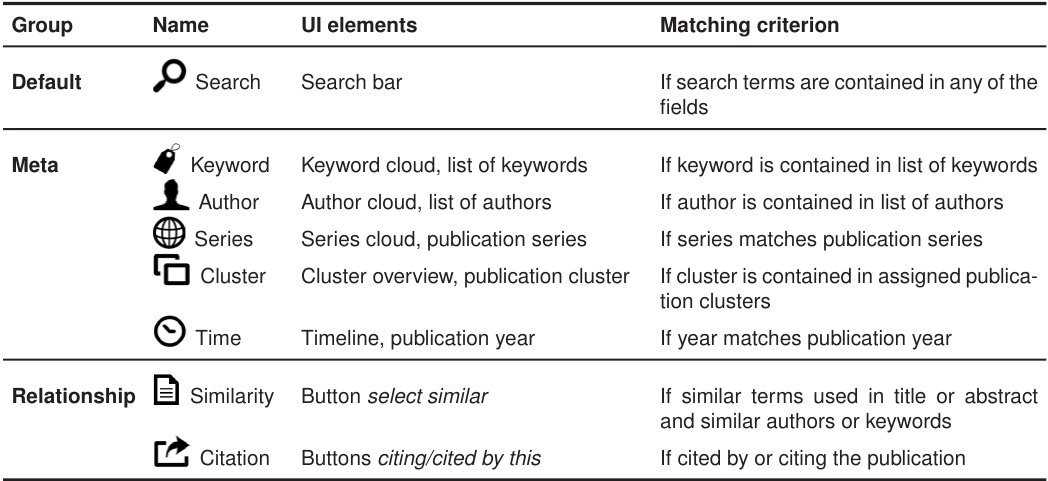 Group Name UI elements Matching criterion
Default Search Search bar If search terms are contained in any of the
fields
Meta Keyword Keyword cloud, list of keywords If keyword is contained in list of keywords
Author Author cloud, list of authors If author is contained in list of authors
Series Series cloud, publication series If series matches publication series
Cluster Cluster overview, publication cluster If cluster is contained in assigned publica-
tion clusters
Time Timeline, publication year If year matches publication year
Relationship Similarity Button select similar If similar terms used in title or abstract
and similar authors or keywords
Citation Buttons citing/cited by this If cited by or citing the publication